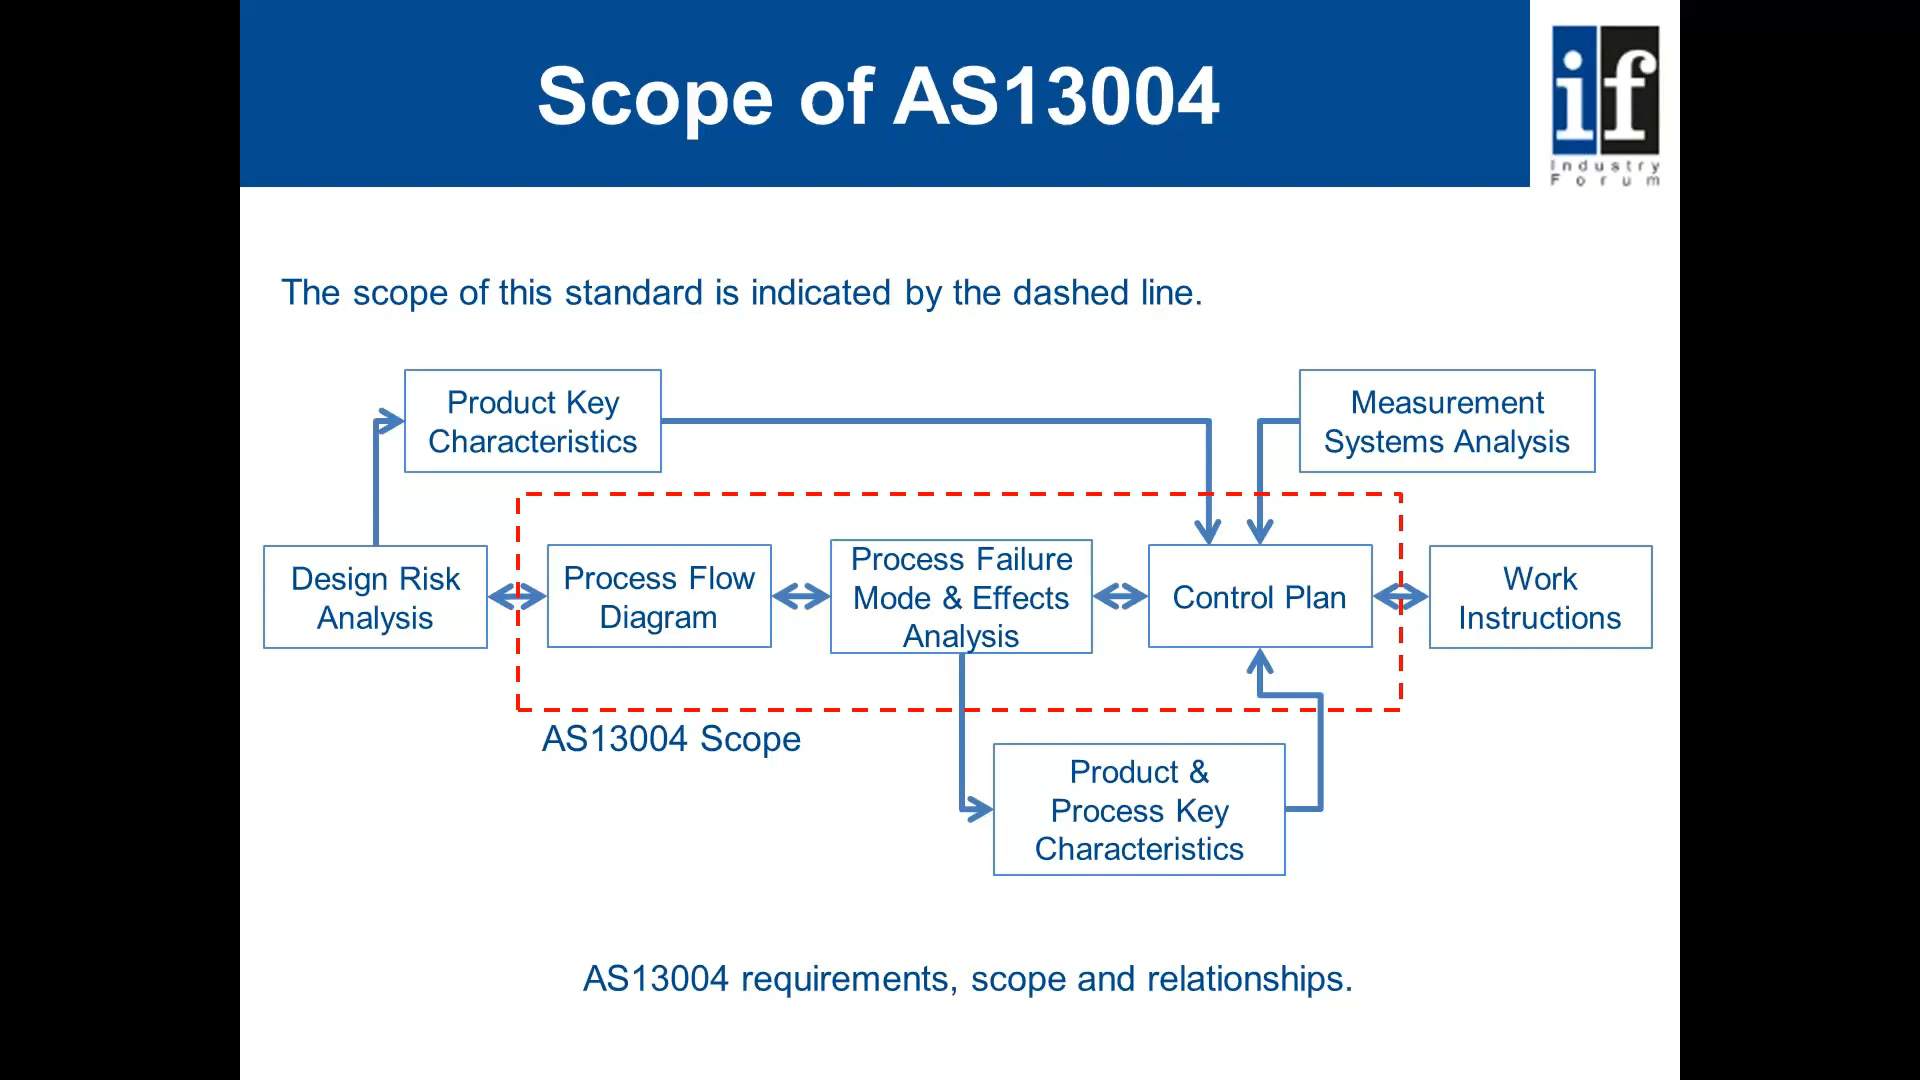 Scope of AS13004
if
Industry
Forum
The scope of this standard is indicated by the dashed line.
Product Key
Characteristics
Measurement
Systems Analysis
Design Risk
Analysis
Process Flow
Diagram
Process Failure
Mode & Effects
Analysis
Control Plan
Work
Instructions
AS13004 Scope
Product &
Process Key
Characteristics
AS13004 requirements, scope and relationships.